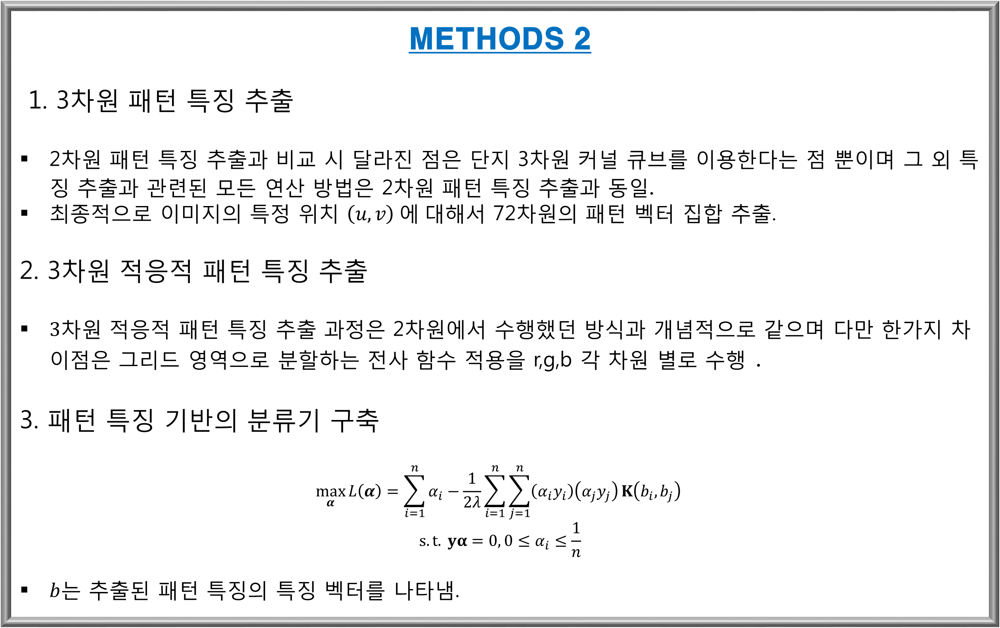 METHODS 2
1. 3차원 패턴 특징 추출
▪ 2차원 패턴 특징 추출과 비교 시 달라진 점은 단지 3차원 커널 큐브를 이용한다는 점 뿐이며 그 외 특
징 추출과 관련된 모든 연산 방법은 2차원 패턴 특징 추출과 동일.
▪ 최종적으로 이미지의 특정 위치 (u, v) 에 대해서 72차원의 패턴 벡터 집합 추출.
2. 3차원 적응적 패턴 특징 추출
▪ 3차원 적응적 패턴 특징 추출 과정은 2차원에서 수행했던 방식과 개념적으로 같으며 다만 한가지 차
이점은 그리드 영역으로 분할하는 전사 함수 적용을 r,g,b 각 차원 별로 수행 .
3. 패턴 특징 기반의 분류기 구축
$\max_{\boldsymbol{\alpha}} L(\boldsymbol{\alpha}) = \sum_{i=1}^{n} \alpha_i - \frac{1}{2\lambda} \sum_{i=1}^{n} \sum_{j=1}^{n} (\alpha_i y_i)(\alpha_j y_j) \mathbf{K}(b_i, b_j)$
$\text{s.t. } \mathbf{y\alpha} = 0, 0 \le \alpha_i \le \frac{1}{n}$
▪ b는 추출된 패턴 특징의 특징 벡터를 나타냄.